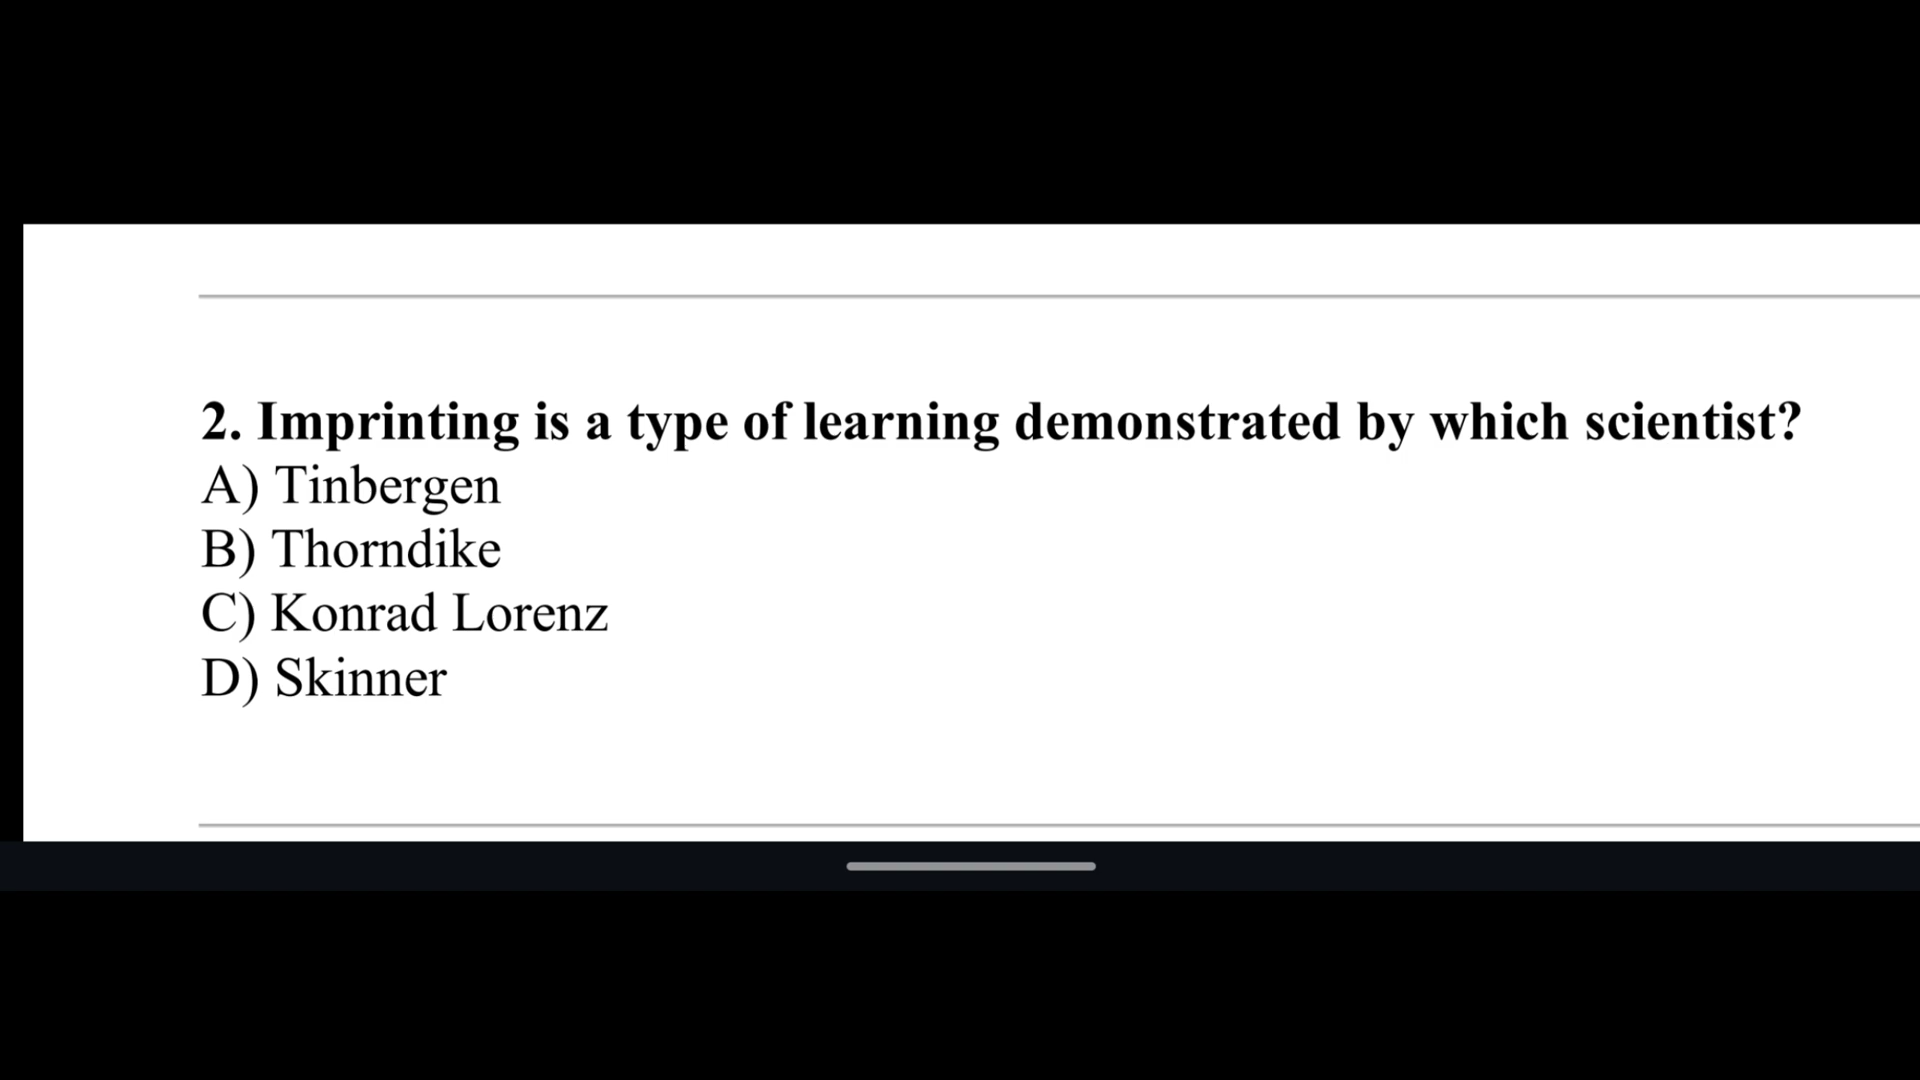 2. Imprinting is a type of learning demonstrated by which scientist?
A) Tinbergen
B) Thorndike
C) Konrad Lorenz
D) Skinner